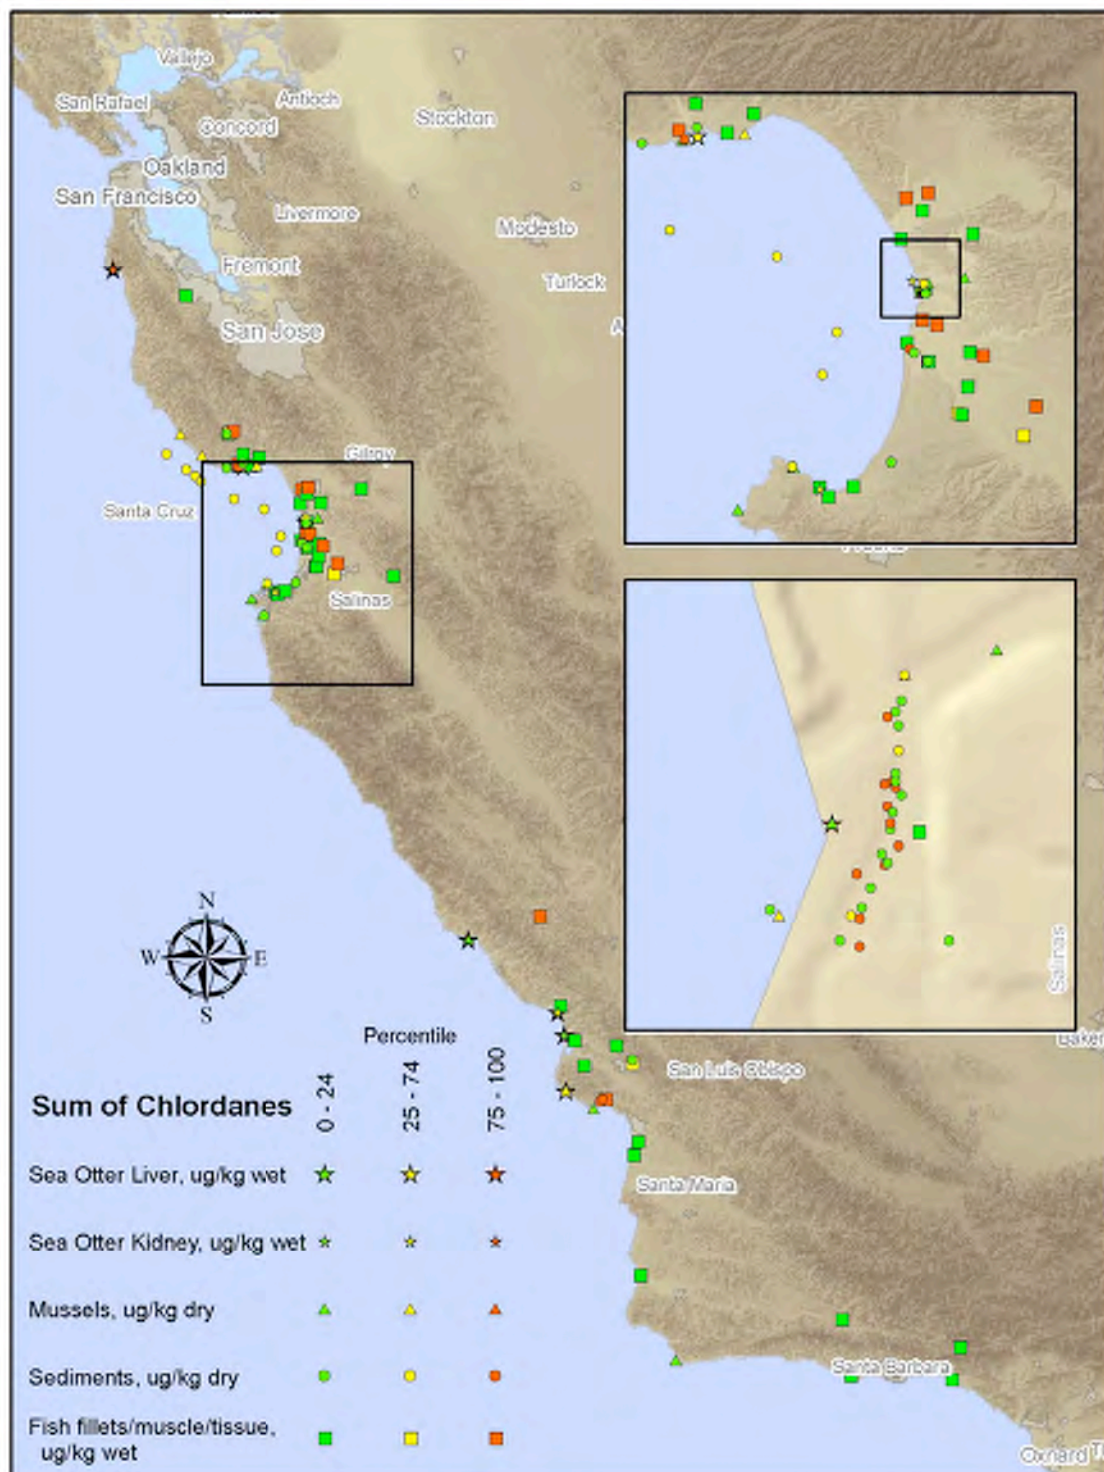 Vallejo
San Rafael
Antioch
Concord
Stockton
Oakland
San Francisco
Livermore
Modesto
Fremont
Turlock
San Jose
Gilroy
Santa Cruz
Salinas
Salinas
N
W E
S
Percentile
San Luis Obispo
Sum of Chlordanes
0 - 24
25 - 74
75 - 100
Sea Otter Liver, ug/kg wet
Santa Maria
Sea Otter Kidney, ug/kg wet
Mussels, ug/kg dry
Sediments, ug/kg dry
Santa Barbara
Fish fillets/muscle/tissue,
ug/kg wet
Oxnard